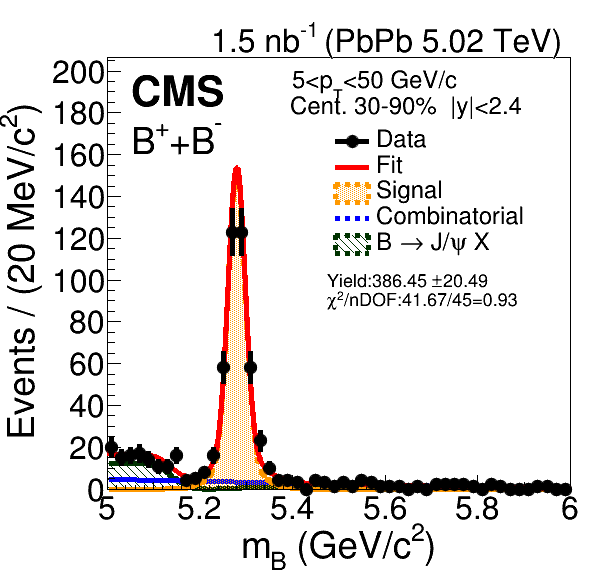 1.5 nb⁻¹ (PbPb 5.02 TeV)
CMS
B⁺+B⁻
5<p_T<50 GeV/c
Cent. 30-90% |y|<2.4
Data
Fit
Signal
Combinatorial
B → J/ψ X
Yield:386.45 ±20.49
χ²/nDOF:41.67/45=0.93
Events / (20 MeV/c²)
200
180
160
140
120
100
80
60
40
20
0
5
5.2
5.4
5.6
5.8
6
m_B (GeV/c²)